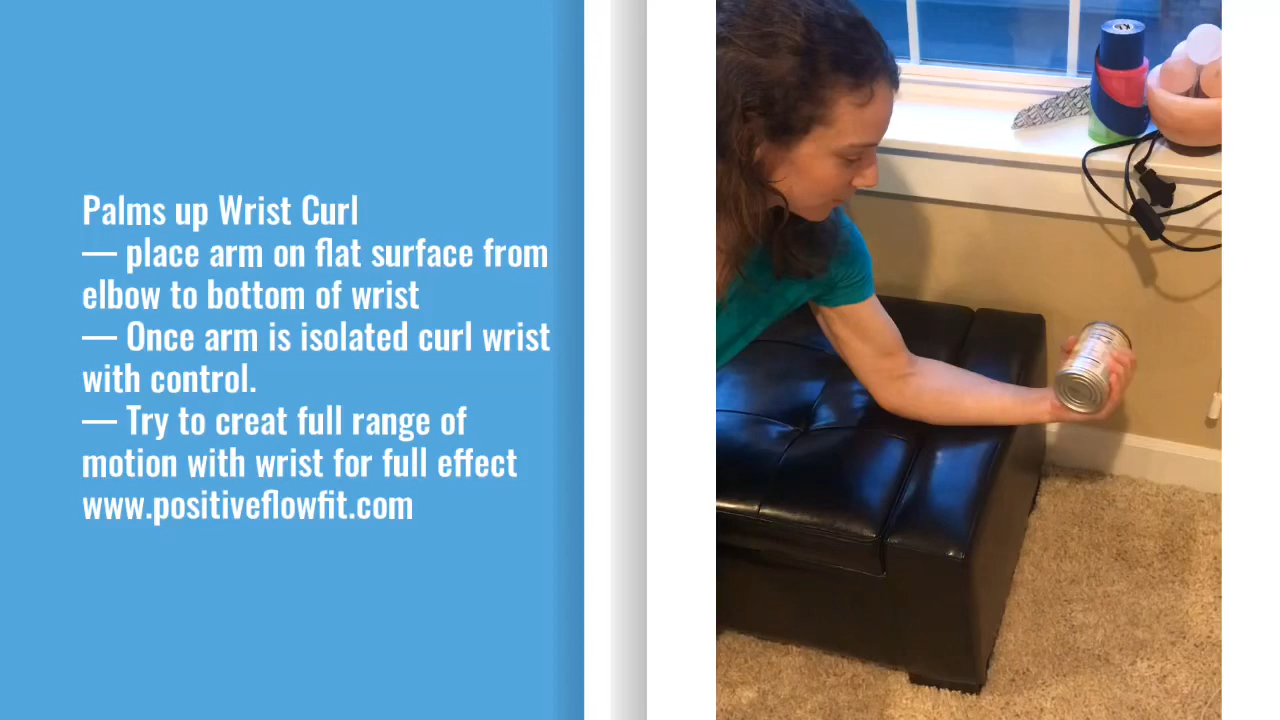 Palms up Wrist Curl
— place arm on flat surface from
elbow to bottom of wrist
— Once arm is isolated curl wrist
with control.
— Try to creat full range of
motion with wrist for full effect
www.positiveflowfit.com